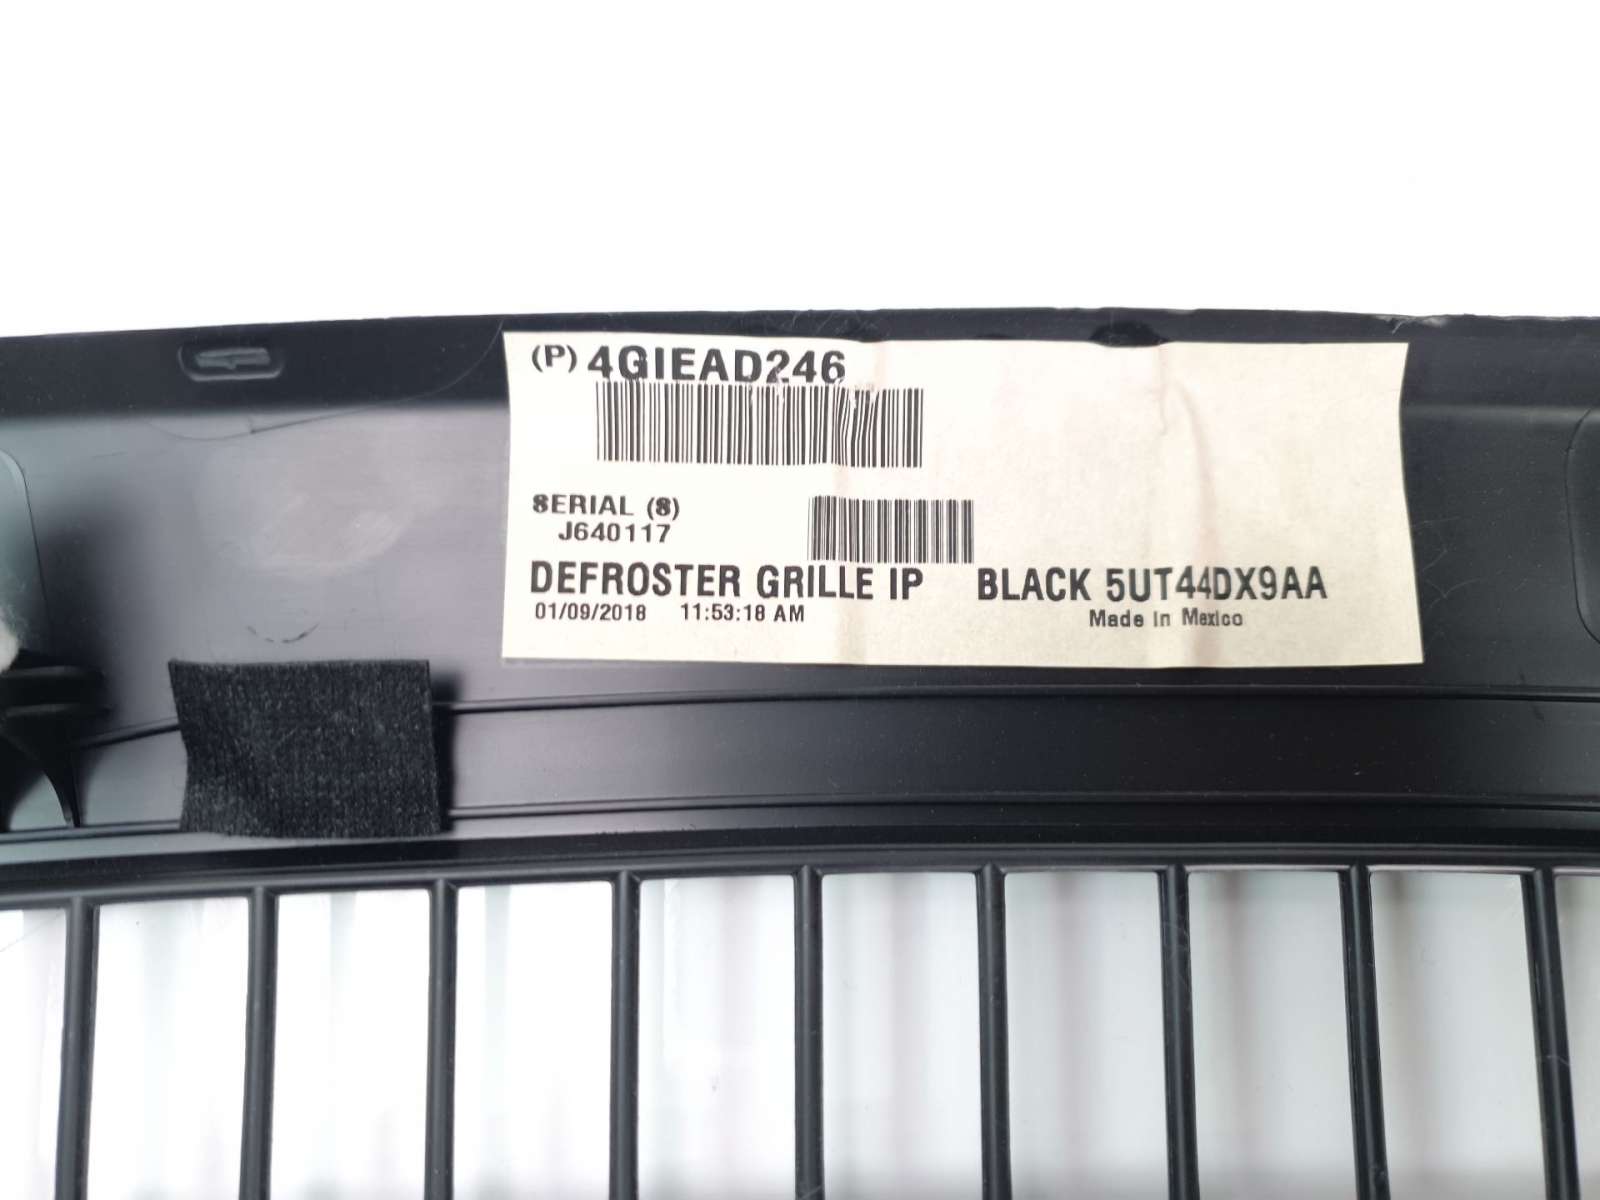 (P) 4GIEAD246
SERIAL (S)
J640117
DEFROSTER GRILLE IP BLACK 5UT44DX9AA
01/09/2018 11:53:18 AM Made In Mexico